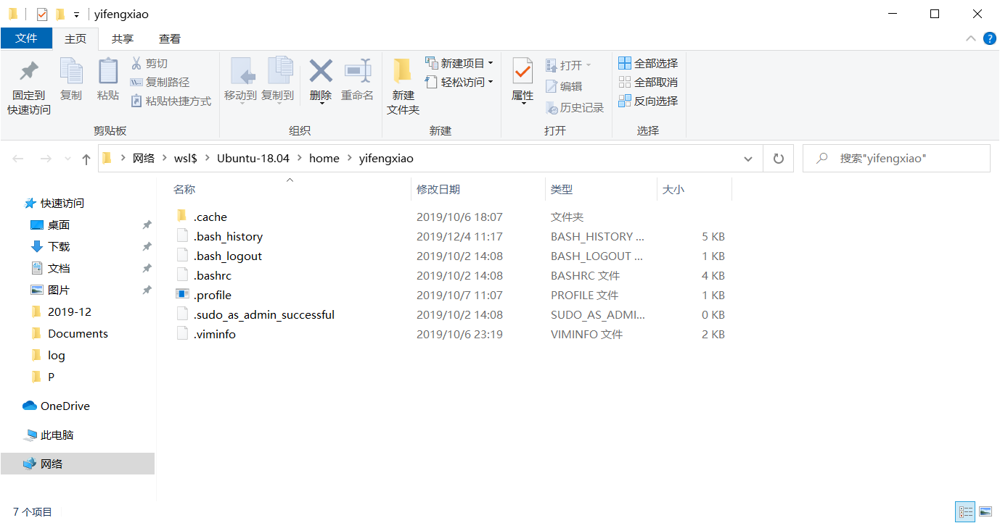 yifengxiao
文件 主页 共享 查看
固定到
快速访问
复制
粘贴
剪切
复制路径
粘贴快捷方式
剪贴板
移动到
复制到
删除
重命名
组织
新建
文件夹
新建项目
轻松访问
新建
属性
打开
编辑
历史记录
打开
全部选择
全部取消
反向选择
选择
网络 wsl$ Ubuntu-18.04 home yifengxiao
搜索"yifengxiao"
快速访问
桌面
下载
文档
图片
2019-12
Documents
log
P
OneDrive
此电脑
网络
名称 修改日期 类型 大小
.cache 2019/10/6 18:07 文件夹
.bash_history 2019/12/4 11:17 BASH_HISTORY ... 5 KB
.bash_logout 2019/10/2 14:08 BASH_LOGOUT ... 1 KB
.bashrc 2019/10/2 14:08 BASHRC 文件 4 KB
.profile 2019/10/7 11:07 PROFILE 文件 1 KB
.sudo_as_admin_successful 2019/10/2 14:08 SUDO_AS_ADMI... 0 KB
.viminfo 2019/10/6 23:19 VIMINFO 文件 2 KB
7 个项目